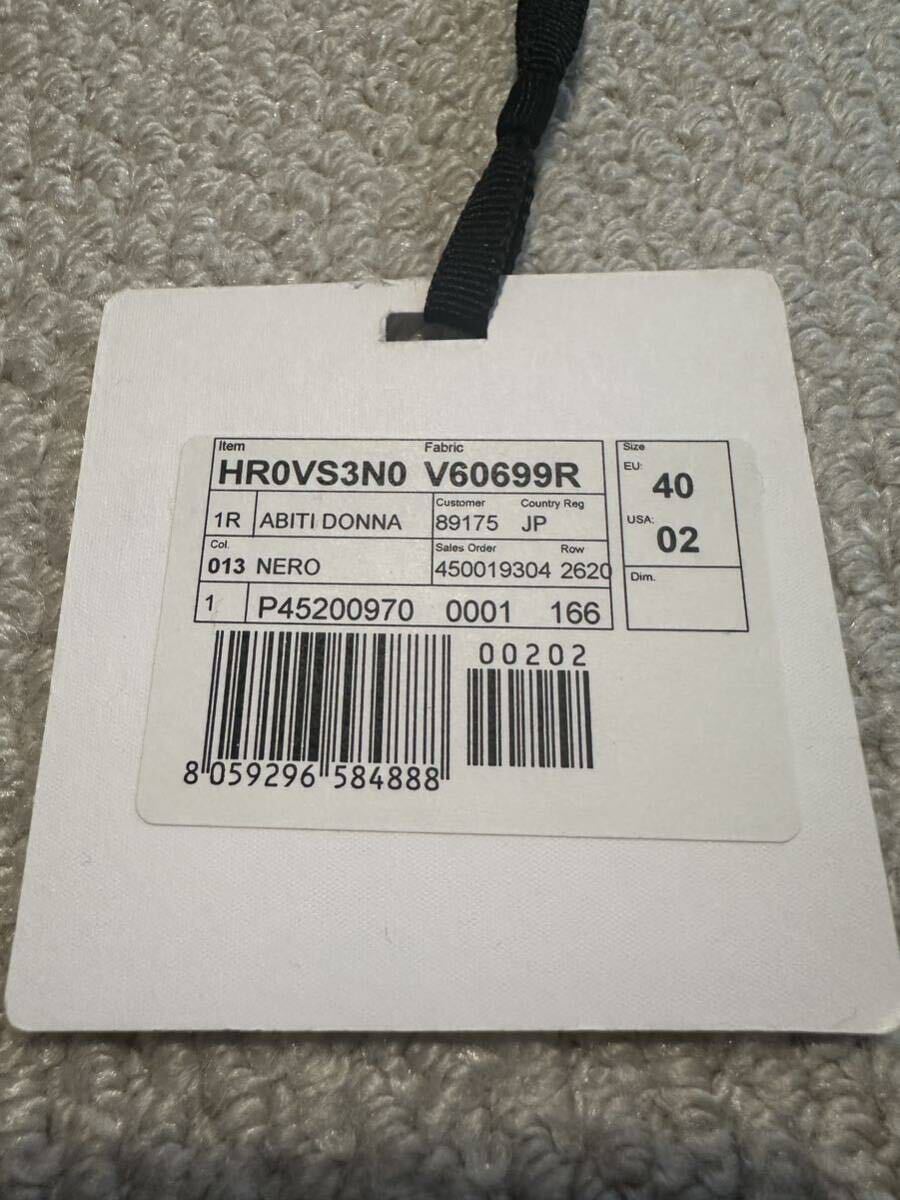 Item Fabric
HR0VS3N0 V60699R
Customer Country Reg
1R ABITI DONNA 89175 JP
Col. Sales Order Row
013 NERO 450019304 2620
1 P45200970 0001 166
Size
EU: 40
USA: 02
Dim.
00202
8 059296 584888